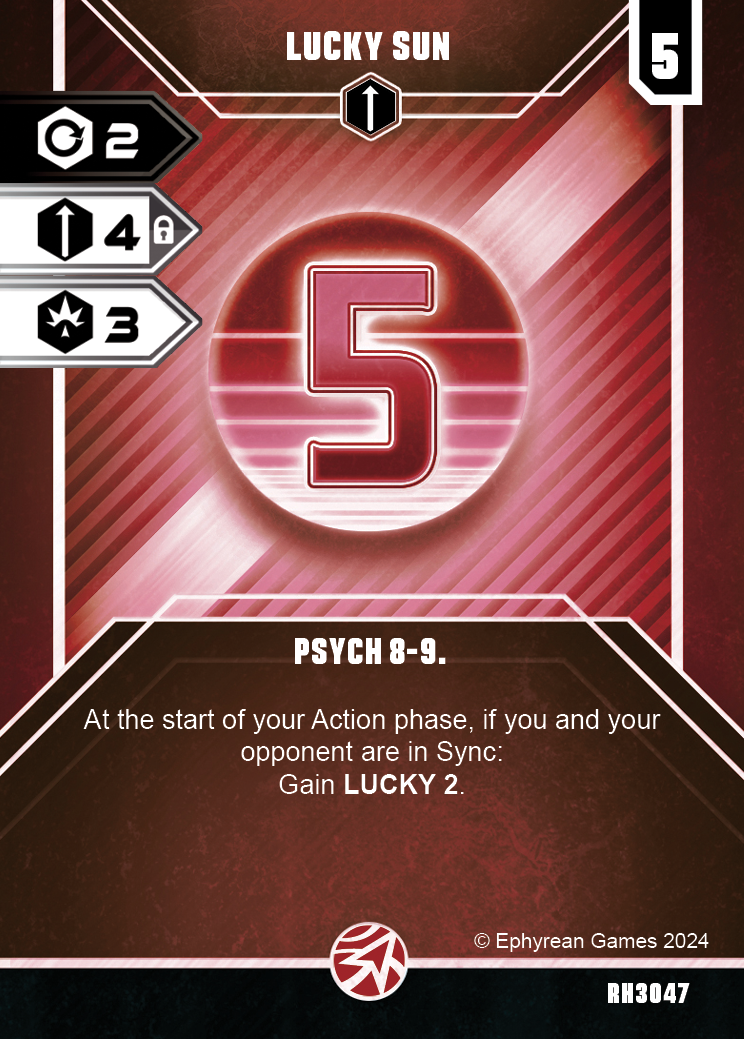 LUCKY SUN
5
2
4
3
5
PSYCH 8-9.
At the start of your Action phase, if you and your
opponent are in Sync:
Gain LUCKY 2.
© Ephyrean Games 2024
RH3047